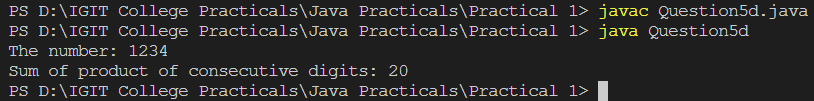 PS D:\IGIT College Practicals\Java Practicals\Practical 1> javac Question5d.java
PS D:\IGIT College Practicals\Java Practicals\Practical 1> java Question5d
The number: 1234
Sum of product of consecutive digits: 20
PS D:\IGIT College Practicals\Java Practicals\Practical 1>